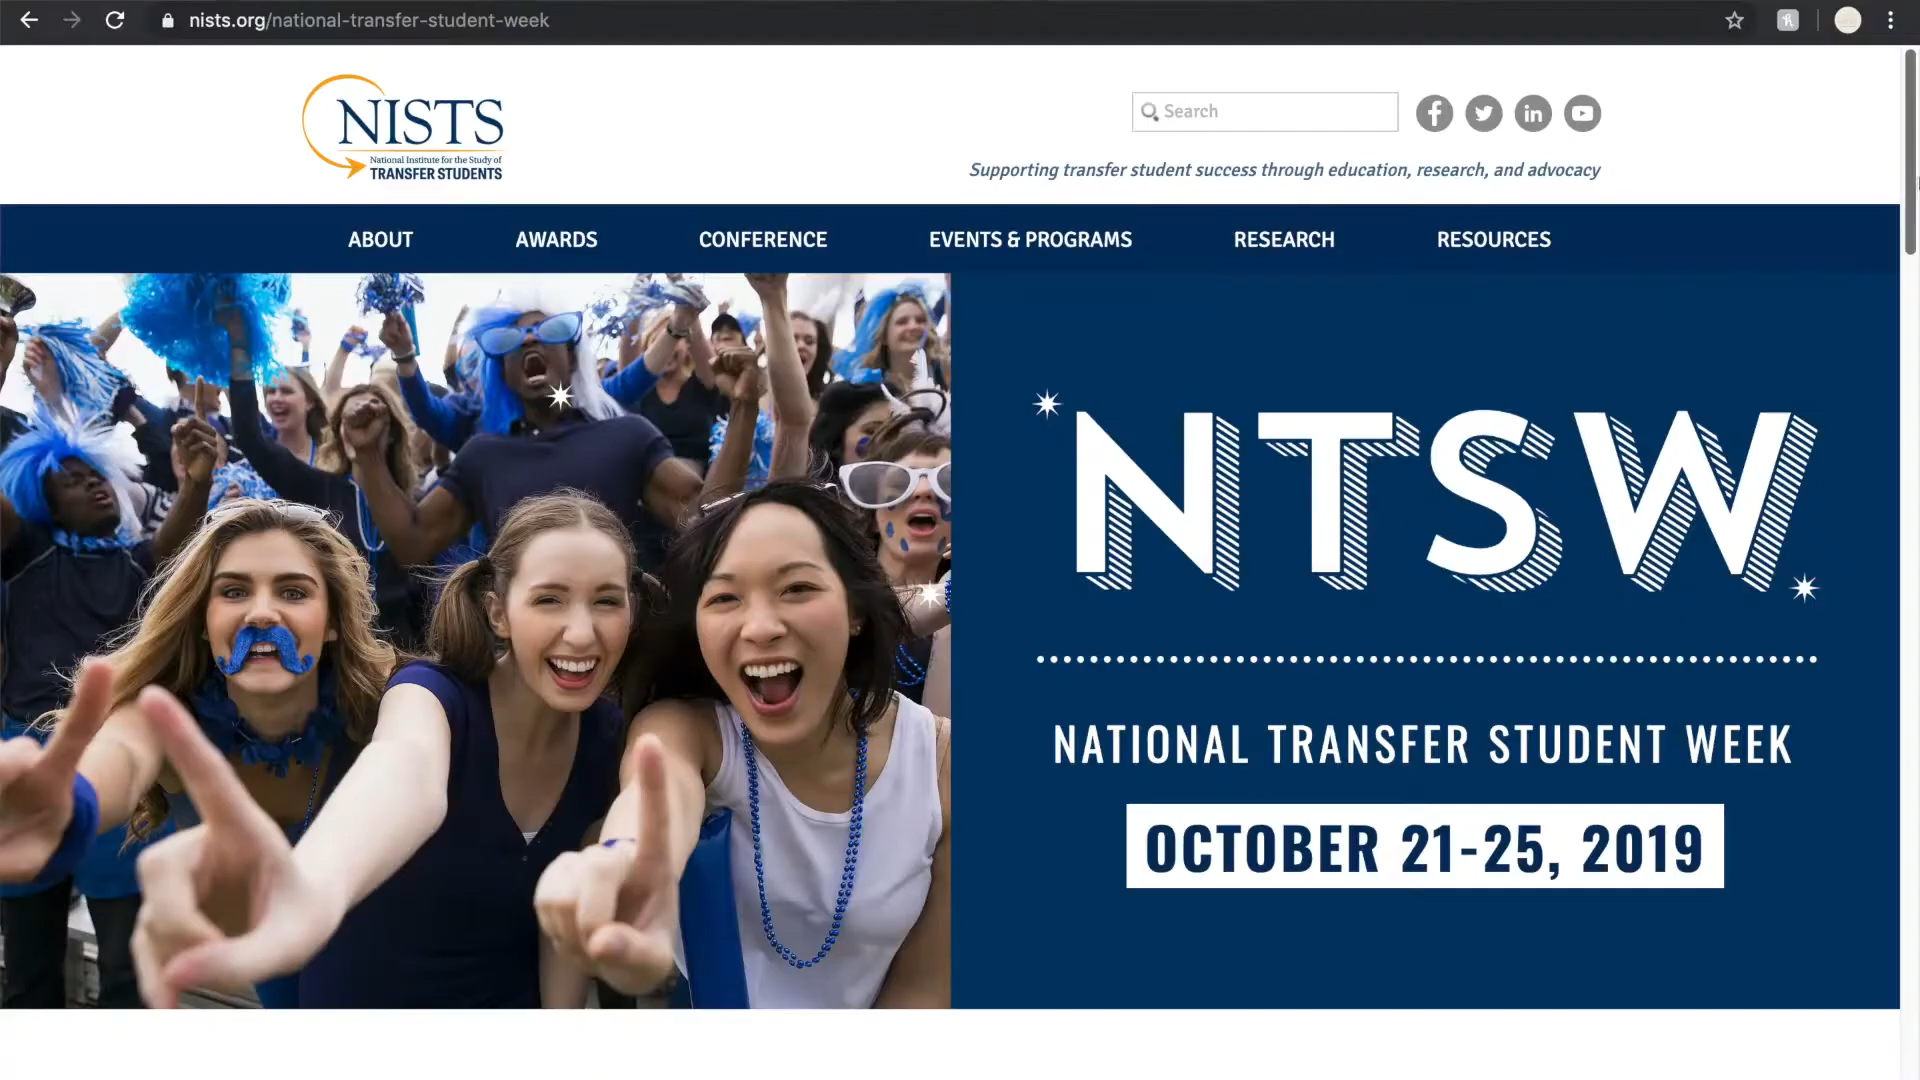 nists.org/national-transfer-student-week
NISTS
National Institute for the Study of
TRANSFER STUDENTS
Search
Supporting transfer student success through education, research, and advocacy
ABOUT AWARDS CONFERENCE EVENTS & PROGRAMS RESEARCH RESOURCES
NTSW
NATIONAL TRANSFER STUDENT WEEK
OCTOBER 21-25, 2019